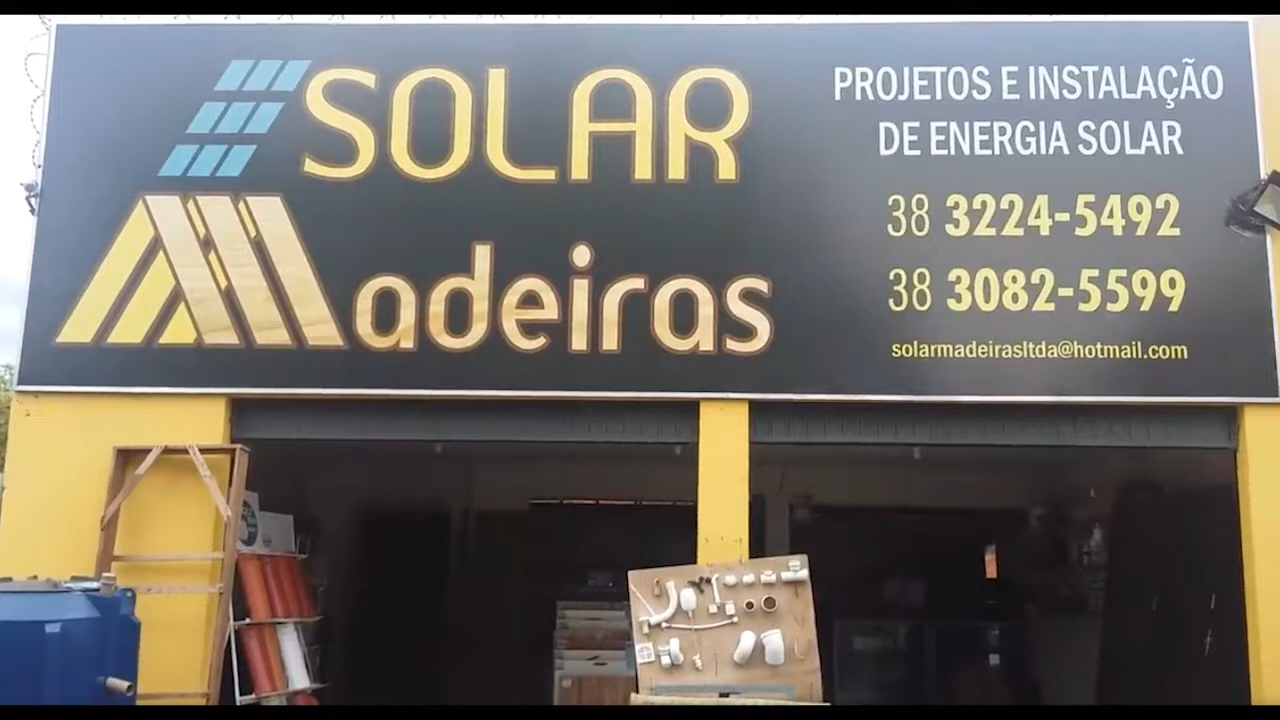 SOLAR
Madeiras
PROJETOS E INSTALAÇÃO
DE ENERGIA SOLAR
38 3224-5492
38 3082-5599
solarmadeirasltda@hotmail.com